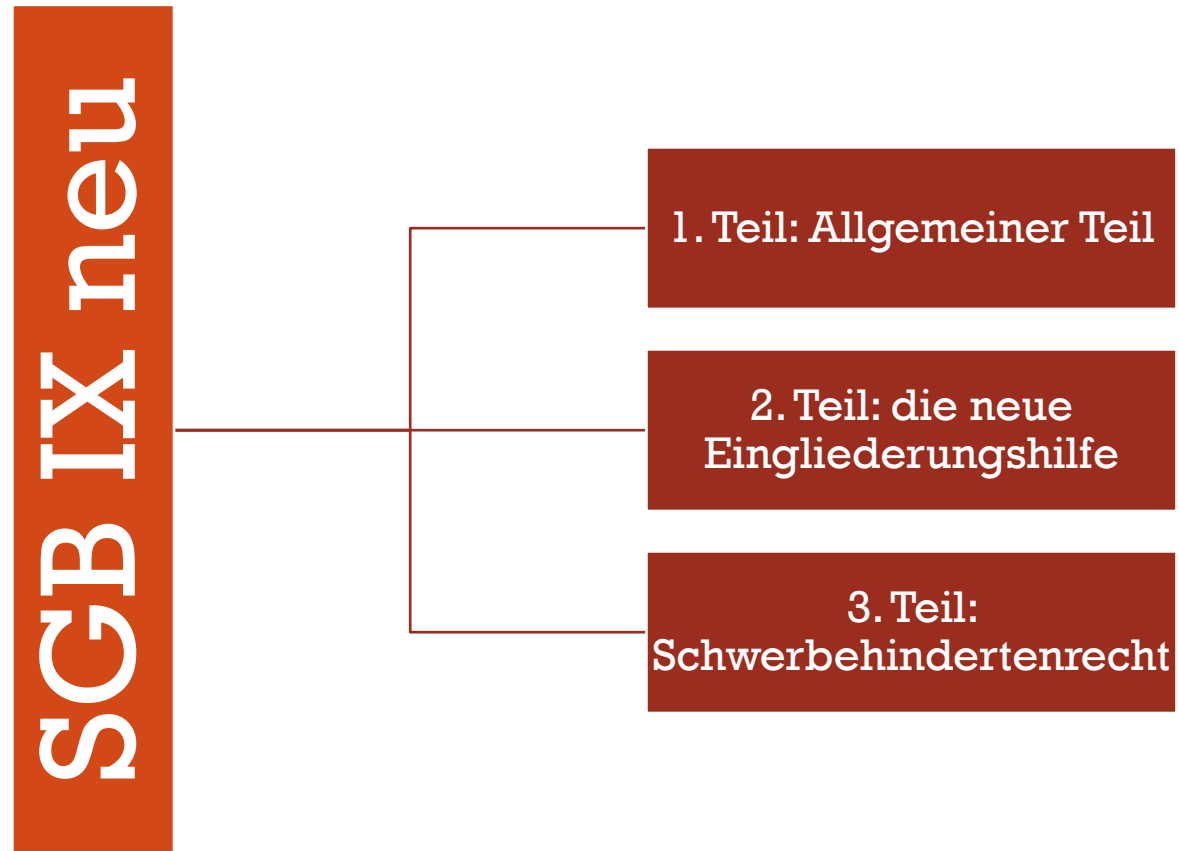 SGB IX neu
1. Teil: Allgemeiner Teil
2. Teil: die neue
Eingliederungshilfe
3. Teil:
Schwerbehindertenrecht